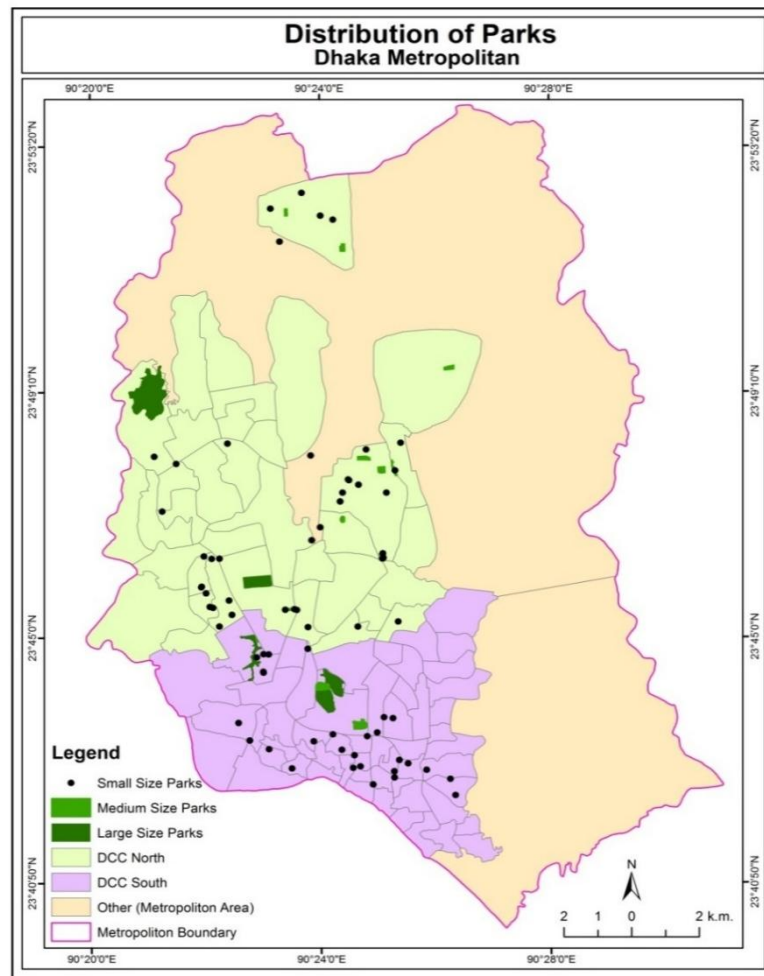 Distribution of Parks
Dhaka Metropolitan
90°20'0"E 90°24'0"E 90°28'0"E
23°53'20"N 23°53'20"N
23°49'10"N 23°49'10"N
23°45'0"N 23°45'0"N
23°40'50"N 23°40'50"N
Legend
Small Size Parks
Medium Size Parks
Large Size Parks
DCC North
DCC South
Other (Metropoliton Area)
Metropoliton Boundary
N
2 1 0 2 k.m.
90°20'0"E 90°24'0"E 90°28'0"E